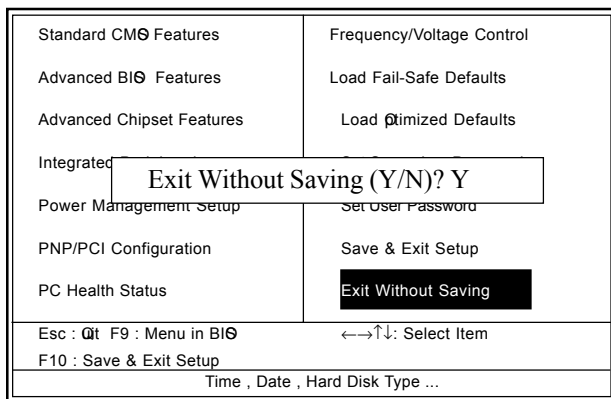 Standard CMOS Features
Advanced BIOS Features
Advanced Chipset Features
Integrated
Power Management Setup
PNP/PCI Configuration
PC Health Status
Frequency/Voltage Control
Load Fail-Safe Defaults
Load Optimized Defaults
Set User Password
Save & Exit Setup
Exit Without Saving
Exit Without Saving (Y/N)? Y
Esc : Quit F9 : Menu in BIOS
←→↑↓: Select Item
F10 : Save & Exit Setup
Time , Date , Hard Disk Type ...